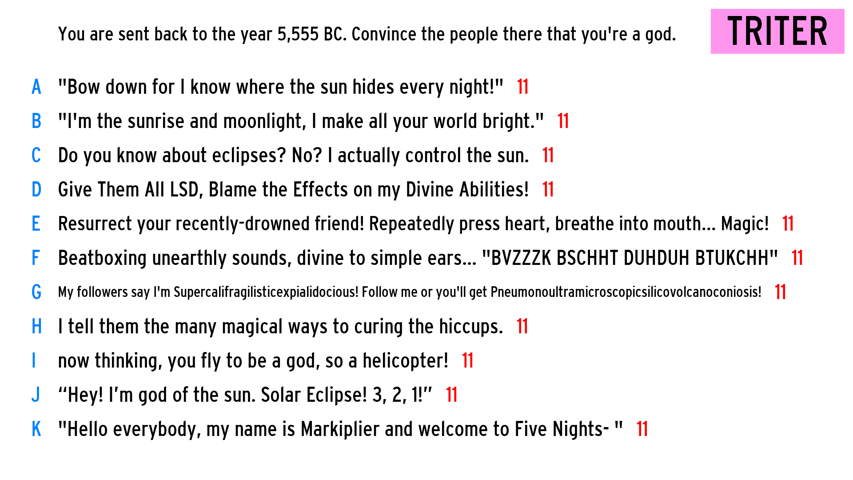 You are sent back to the year 5,555 BC. Convince the people there that you're a god.
TRITER
A "Bow down for I know where the sun hides every night!" 11
B "I'm the sunrise and moonlight, I make all your world bright." 11
C Do you know about eclipses? No? I actually control the sun. 11
D Give Them All LSD, Blame the Effects on my Divine Abilities! 11
E Resurrect your recently-drowned friend! Repeatedly press heart, breathe into mouth... Magic! 11
F Beatboxing unearthly sounds, divine to simple ears... "BVZZZK BSCHHT DUHDUH BTUKCHH" 11
G My followers say I'm Supercalifragilisticexpialidocious! Follow me or you'll get Pneumonoultramicroscopicsilicovolcanoconiosis! 11
H I tell them the many magical ways to curing the hiccups. 11
I now thinking, you fly to be a god, so a helicopter! 11
J “Hey! I’m god of the sun. Solar Eclipse! 3, 2, 1!” 11
K "Hello everybody, my name is Markiplier and welcome to Five Nights- " 11